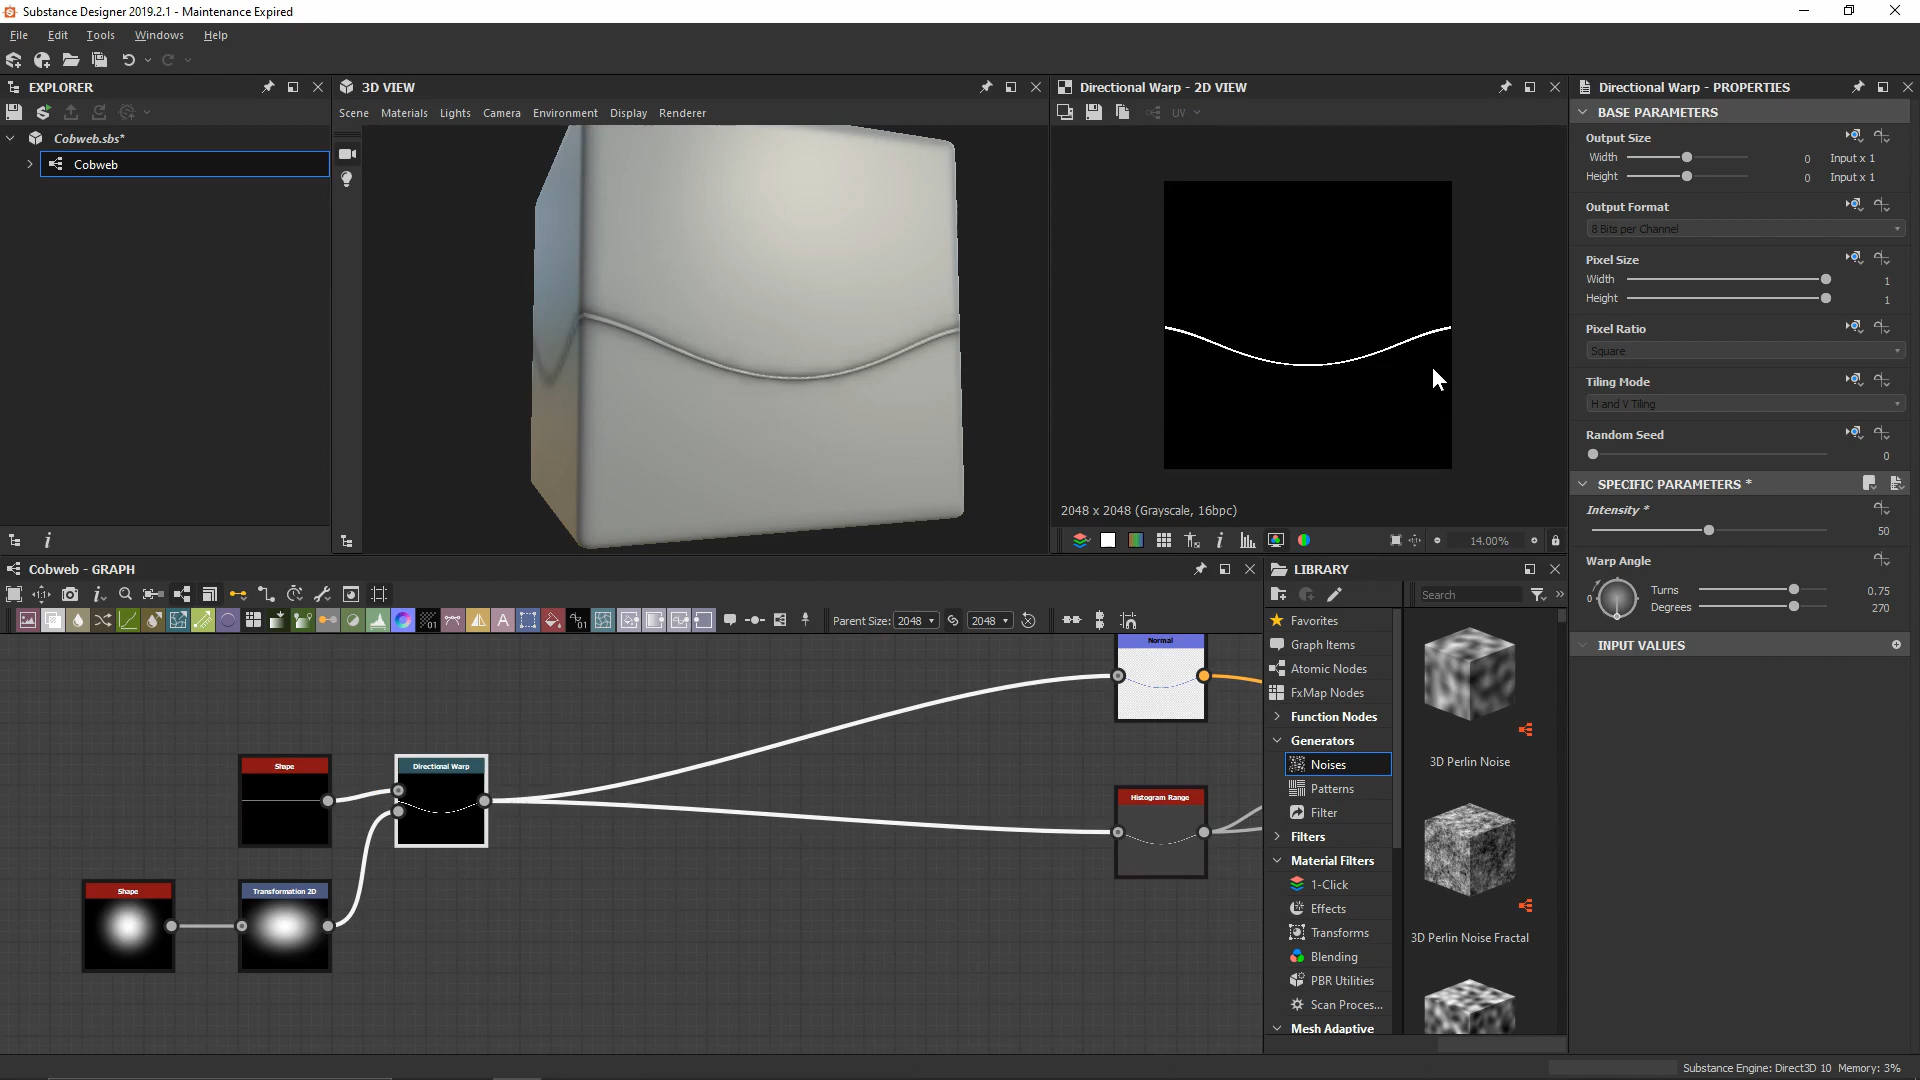 Substance Designer 2019.2.1 - Maintenance Expired
File Edit Tools Windows Help
EXPLORER
Cobweb.sbs*
Cobweb
3D VIEW
Scene Materials Lights Camera Environment Display Renderer
Directional Warp - 2D VIEW
UV
2048 x 2048 (Grayscale, 16bpc)
14.00%
Directional Warp - PROPERTIES
BASE PARAMETERS
Output Size
Width 0 Input x 1
Height 0 Input x 1
Output Format
8 Bits per Channel
Pixel Size
Width 1
Height 1
Pixel Ratio
Square
Tiling Mode
H and V Tiling
Random Seed
0
SPECIFIC PARAMETERS *
Intensity *
50
Warp Angle
0
Turns 0.75
Degrees 270
INPUT VALUES
Cobweb - GRAPH
Parent Size: 2048 2048
Normal
Shape
Directional Warp
Histogram Range
Shape
Transformation 2D
LIBRARY
Search
Favorites
Graph Items
Atomic Nodes
FxMap Nodes
Function Nodes
Generators
Noises
Patterns
Filter
Filters
Material Filters
1-Click
Effects
Transforms
Blending
PBR Utilities
Scan Proces...
Mesh Adaptive
3D Perlin Noise
3D Perlin Noise Fractal
Substance Engine: Direct3D 10 Memory: 3%